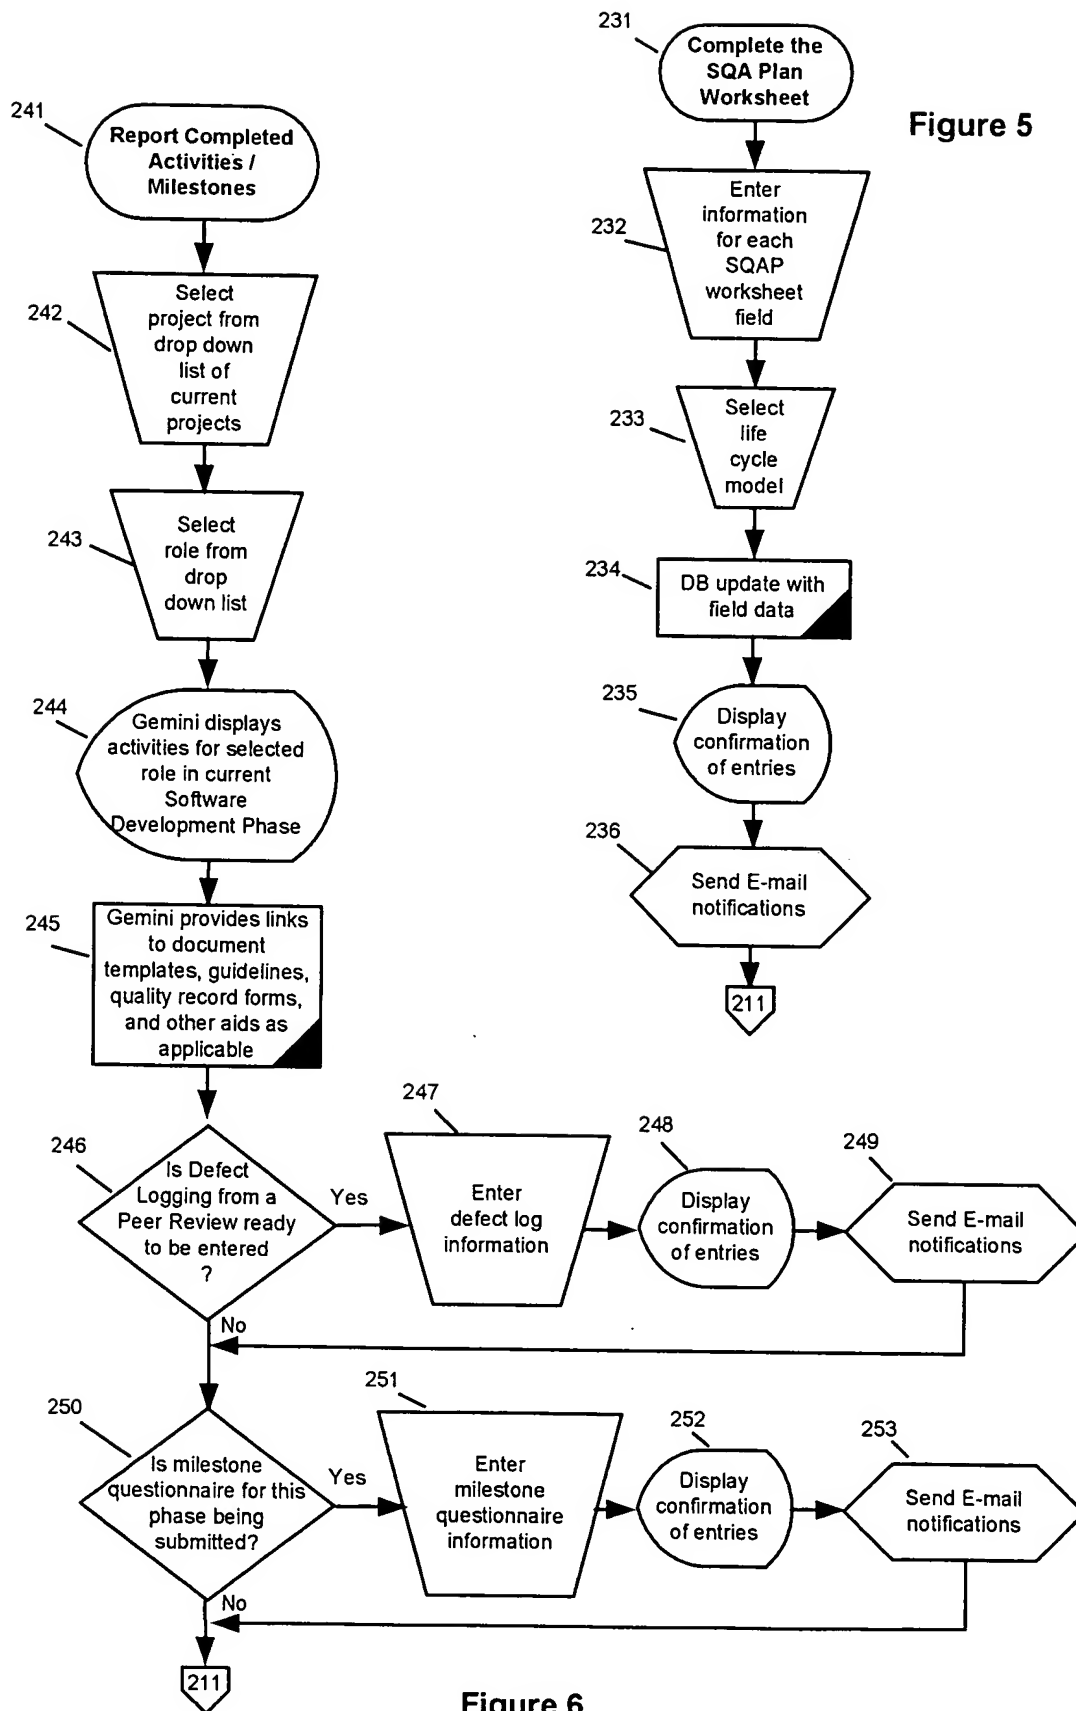 231
Complete the
SQA Plan
Worksheet
Figure 5
232
Enter
information
for each
SQAP
worksheet
field
233
Select
life
cycle
model
234
DB update with
field data
235
Display
confirmation
of entries
236
Send E-mail
notifications
211
241
Report Completed
Activities /
Milestones
242
Select
project from
drop down
list of
current
projects
243
Select
role from
drop
down list
244
Gemini displays
activities for selected
role in current
Software
Development Phase
245
Gemini provides links
to document
templates, guidelines,
quality record forms,
and other aids as
applicable
246
Is Defect
Logging from a
Peer Review ready
to be entered
?
Yes
247
Enter
defect log
information
248
Display
confirmation
of entries
249
Send E-mail
notifications
No
250
Is milestone
questionnaire for this
phase being
submitted?
Yes
251
Enter
milestone
questionnaire
information
252
Display
confirmation
of entries
253
Send E-mail
notifications
No
211
Figure 6